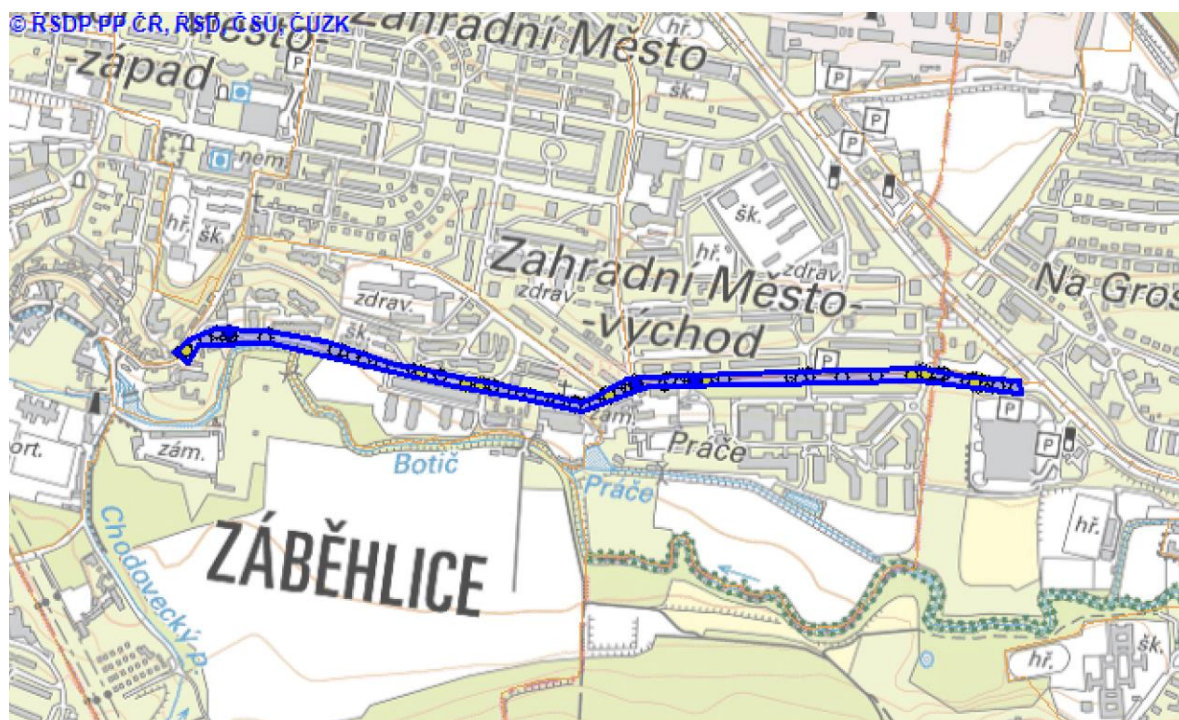 © ŘSDP PP ČR, ŘSD, ČSÚ, ČÚZK
Město-
-západ
Zahradní Město
P
šk.
P
P
P
nem.
hř.
šk.
šk.
hř.
Zahradní Město-
-východ
zdrav.
zdrav.
Na Gros
zdrav.
šk.
P
zám.
P
P
Práče
Botič
Práče
ort.
zám.
hř.
ZÁBĚHLICE
Chodovecký p.
hř.
šk.